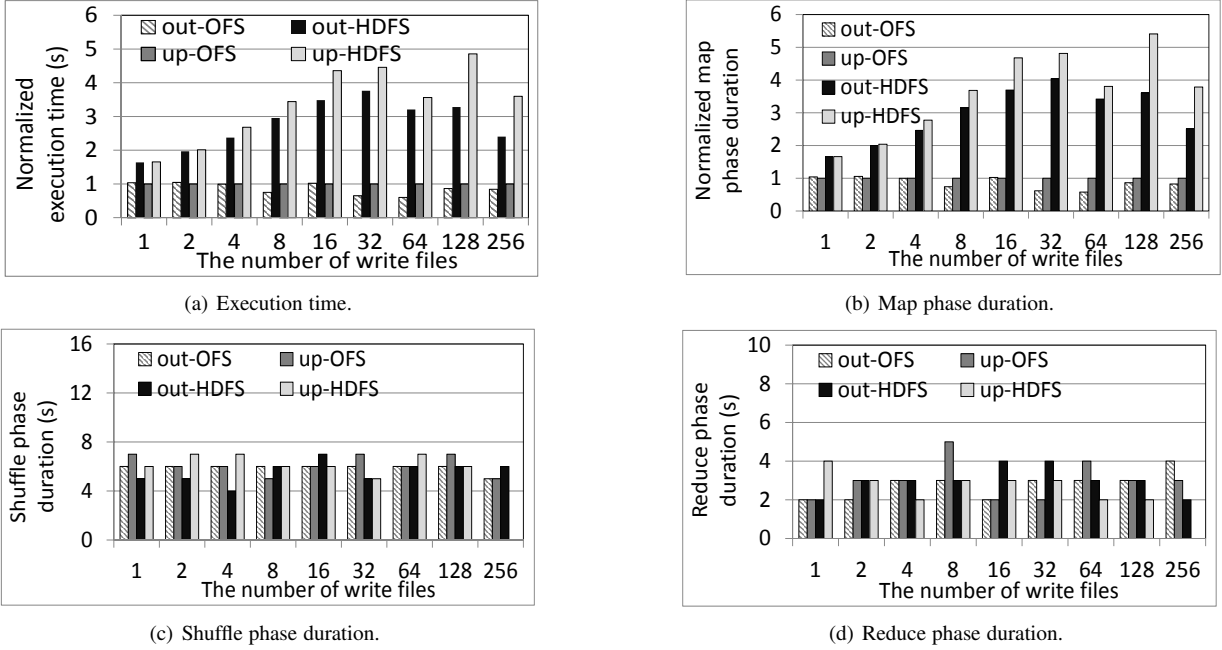 Normalized
execution time (s)
6
5
4
3
2
1
0
out-OFS
out-HDFS
up-OFS
up-HDFS
1 2 4 8 16 32 64 128 256
The number of write files
(a) Execution time.
Normalized map
phase duration
6
5
4
3
2
1
0
out-OFS
up-OFS
out-HDFS
up-HDFS
1 2 4 8 16 32 64 128 256
The number of write files
(b) Map phase duration.
Shuffle phase
duration (s)
16
12
8
4
0
out-OFS
up-OFS
out-HDFS
up-HDFS
1 2 4 8 16 32 64 128 256
The number of write files
(c) Shuffle phase duration.
Reduce phase
duration (s)
10
8
6
4
2
0
out-OFS
up-OFS
out-HDFS
up-HDFS
1 2 4 8 16 32 64 128 256
The number of write files
(d) Reduce phase duration.